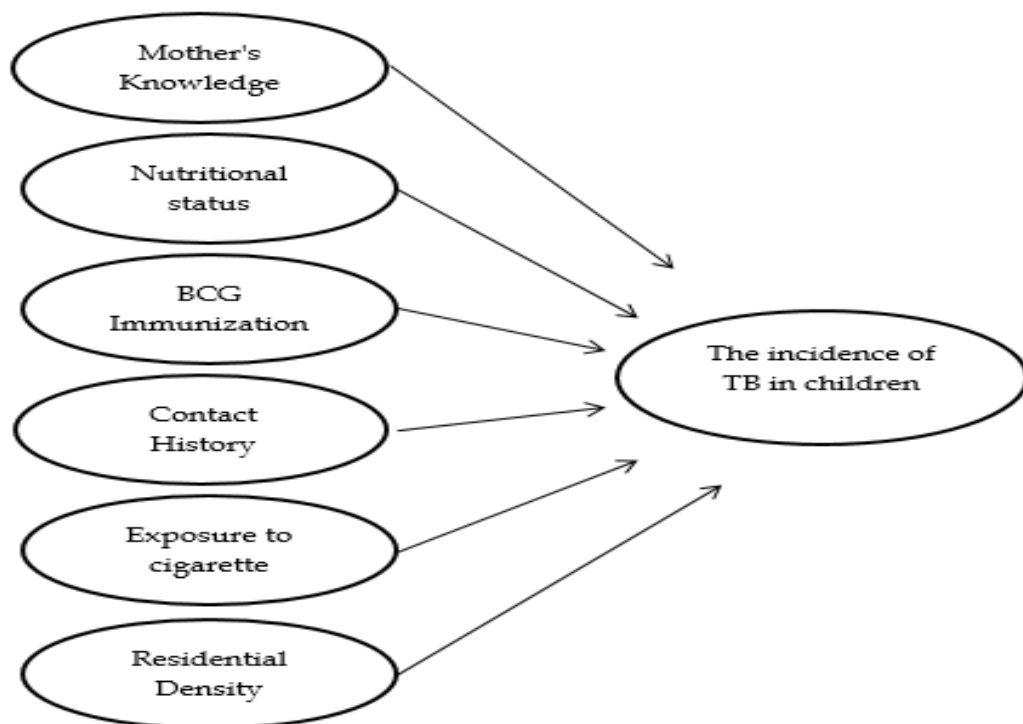 Mother's
Knowledge
Nutritional
status
BCG
Immunization
Contact
History
Exposure to
cigarette
Residential
Density
The incidence of
TB in children